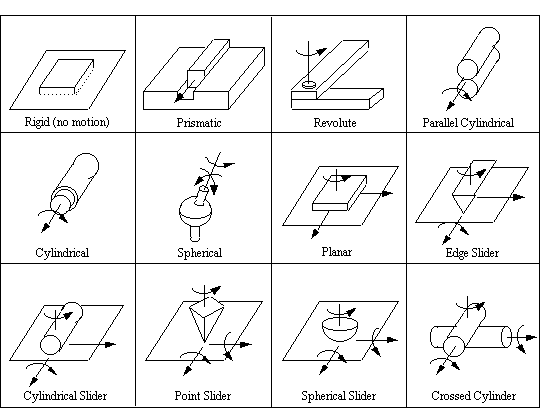 Rigid (no motion)
Prismatic
Revolute
Parallel Cylindrical
Cylindrical
Spherical
Planar
Edge Slider
Cylindrical Slider
Point Slider
Spherical Slider
Crossed Cylinder